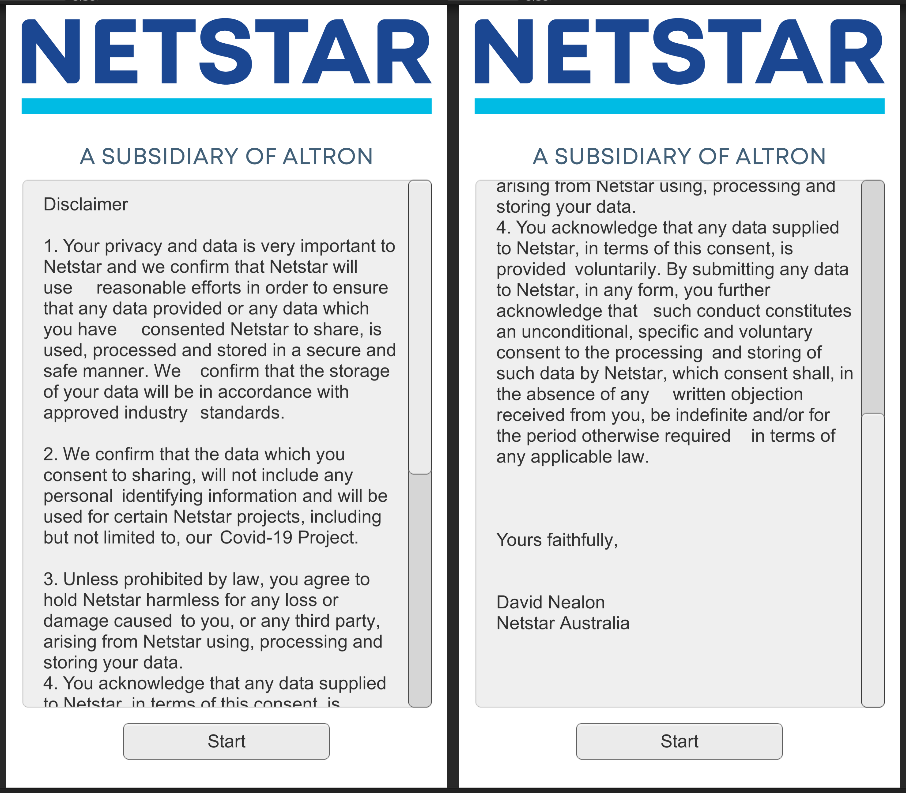 NETSTAR
A SUBSIDIARY OF ALTRON
Disclaimer
1. Your privacy and data is very important to
Netstar and we confirm that Netstar will
use reasonable efforts in order to ensure
that any data provided or any data which
you have consented Netstar to share, is
used, processed and stored in a secure and
safe manner. We confirm that the storage
of your data will be in accordance with
approved industry standards.
2. We confirm that the data which you
consent to sharing, will not include any
personal identifying information and will be
used for certain Netstar projects, including
but not limited to, our Covid-19 Project.
3. Unless prohibited by law, you agree to
hold Netstar harmless for any loss or
damage caused to you, or any third party,
arising from Netstar using, processing and
storing your data.
4. You acknowledge that any data supplied
to Netstar, in terms of this consent, is
Start
NETSTAR
A SUBSIDIARY OF ALTRON
arising from Netstar using, processing and
storing your data.
4. You acknowledge that any data supplied
to Netstar, in terms of this consent, is
provided voluntarily. By submitting any data
to Netstar, in any form, you further
acknowledge that such conduct constitutes
an unconditional, specific and voluntary
consent to the processing and storing of
such data by Netstar, which consent shall, in
the absence of any written objection
received from you, be indefinite and/or for
the period otherwise required in terms of
any applicable law.
Yours faithfully,
David Nealon
Netstar Australia
Start